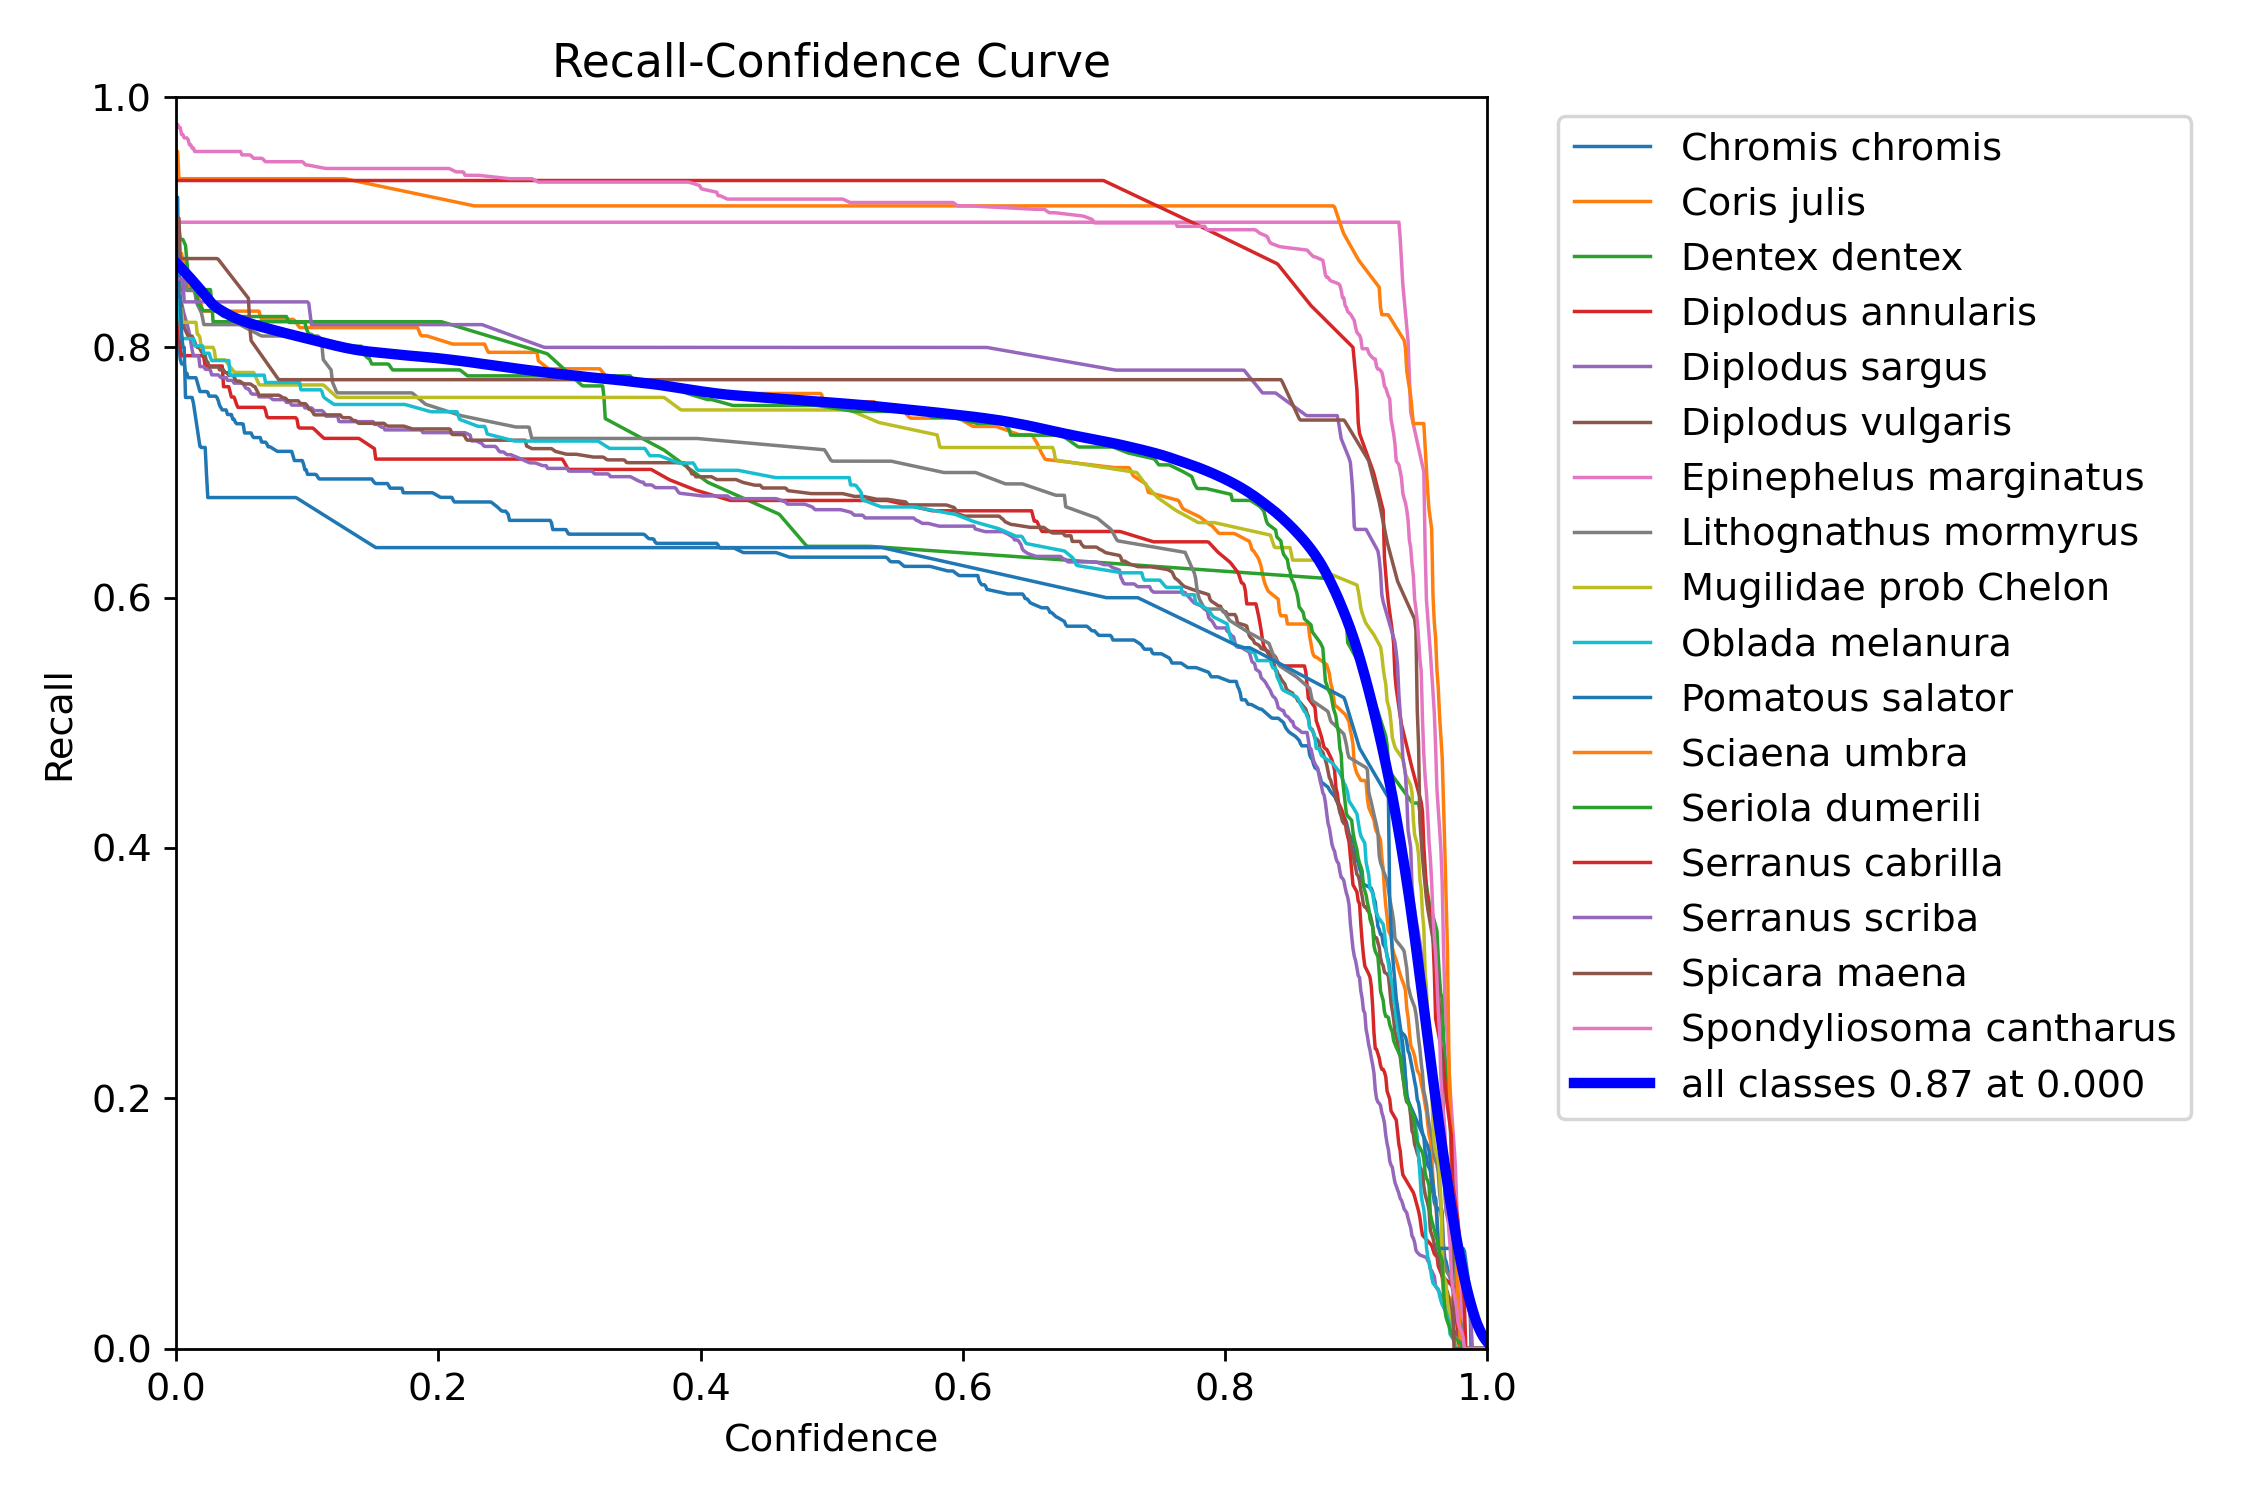 Recall-Confidence Curve
1.0
0.8
0.6
0.4
0.2
0.0
Recall
0.0 0.2 0.4 0.6 0.8 1.0
Confidence
Chromis chromis
Coris julis
Dentex dentex
Diplodus annularis
Diplodus sargus
Diplodus vulgaris
Epinephelus marginatus
Lithognathus mormyrus
Mugilidae prob Chelon
Oblada melanura
Pomatous salator
Sciaena umbra
Seriola dumerili
Serranus cabrilla
Serranus scriba
Spicara maena
Spondyliosoma cantharus
all classes 0.87 at 0.000